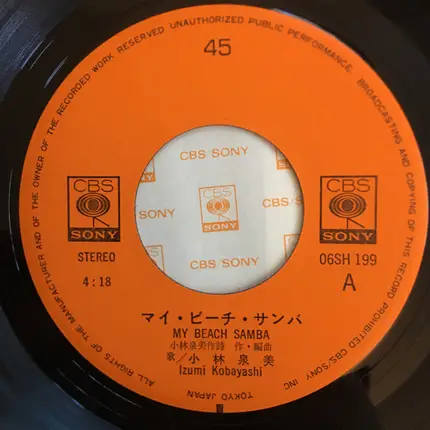 ALL RIGHTS OF THE MANUFACTURER AND OF THE OWNER OF THE RECORDED WORK RESERVED UNAUTHORIZED PUBLIC PERFORMANCE. BROADCASTING AND COPYING OF THIS RECORD PROHIBITED CBS/SONY INC
TOKYO JAPAN
45
CBS/SONY
CBS
SONY
CBS/SONY
CBS/SONY
CBS
SONY
STEREO
4:18
CBS
SONY
06SH 199
A
マイ・ビーチ・サンバ
MY BEACH SAMBA
小林泉美作詩 作・編曲
歌／小林泉美
Izumi Kobayashi